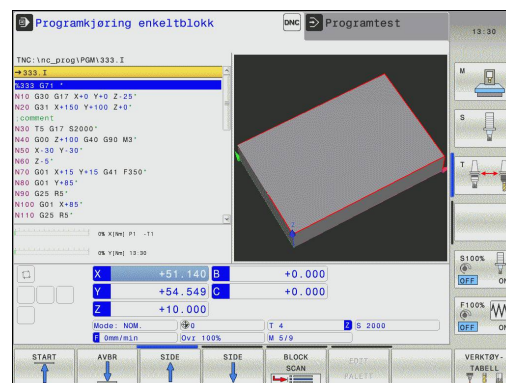 Programkjøring enkeltblokk
DNC Programtest
13:30
TNC:\nc_prog\PGM\333.I
→333.I
%333 G71 *
N10 G30 G17 X+0 Y+0 Z-25*
N20 G31 X+150 Y+100 Z+0*
;comment
N30 T5 G17 S2000*
N40 G00 Z+100 G40 G90 M3*
N50 X-30 Y-30*
N60 Z-5*
N70 G01 X+15 Y+15 G41 F350*
N80 G01 Y+85*
N90 G25 R5*
N100 G01 X+85*
N110 G25 R5*
0% X[Nm] P1 -T1
0% Y[Nm] 13:30
X +51.140 B +0.000
Y +54.549 C +0.000
Z +10.000
Mode: NOM. 0 T 4 Z S 2000
F 0mm/min Ovr 100% M 5/9
M
S
T
S100%
OFF ON
F100%
OFF ON
START
AVBR
SIDE
SIDE
BLOCK SCAN
VERKTØY-
TABELL